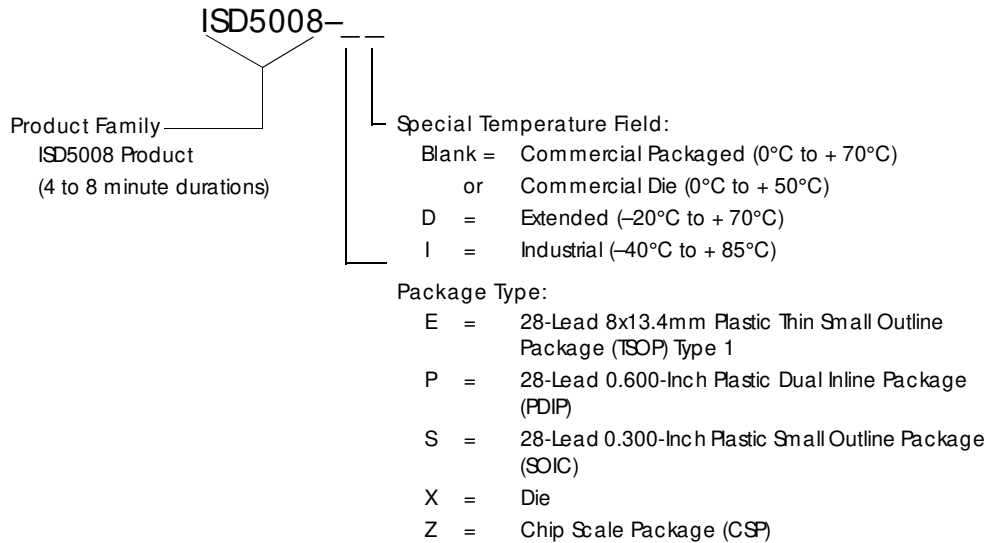 ISD5008–_ _
Product Family
ISD5008 Product
(4 to 8 minute durations)
Special Temperature Field:
Blank = Commercial Packaged (0°C to + 70°C)
or Commercial Die (0°C to + 50°C)
D = Extended (–20°C to + 70°C)
I = Industrial (–40°C to + 85°C)
Package Type:
E = 28-Lead 8x13.4mm Plastic Thin Small Outline
Package (TSOP) Type 1
P = 28-Lead 0.600-Inch Plastic Dual Inline Package
(PDIP)
S = 28-Lead 0.300-Inch Plastic Small Outline Package
(SOIC)
X = Die
Z = Chip Scale Package (CSP)